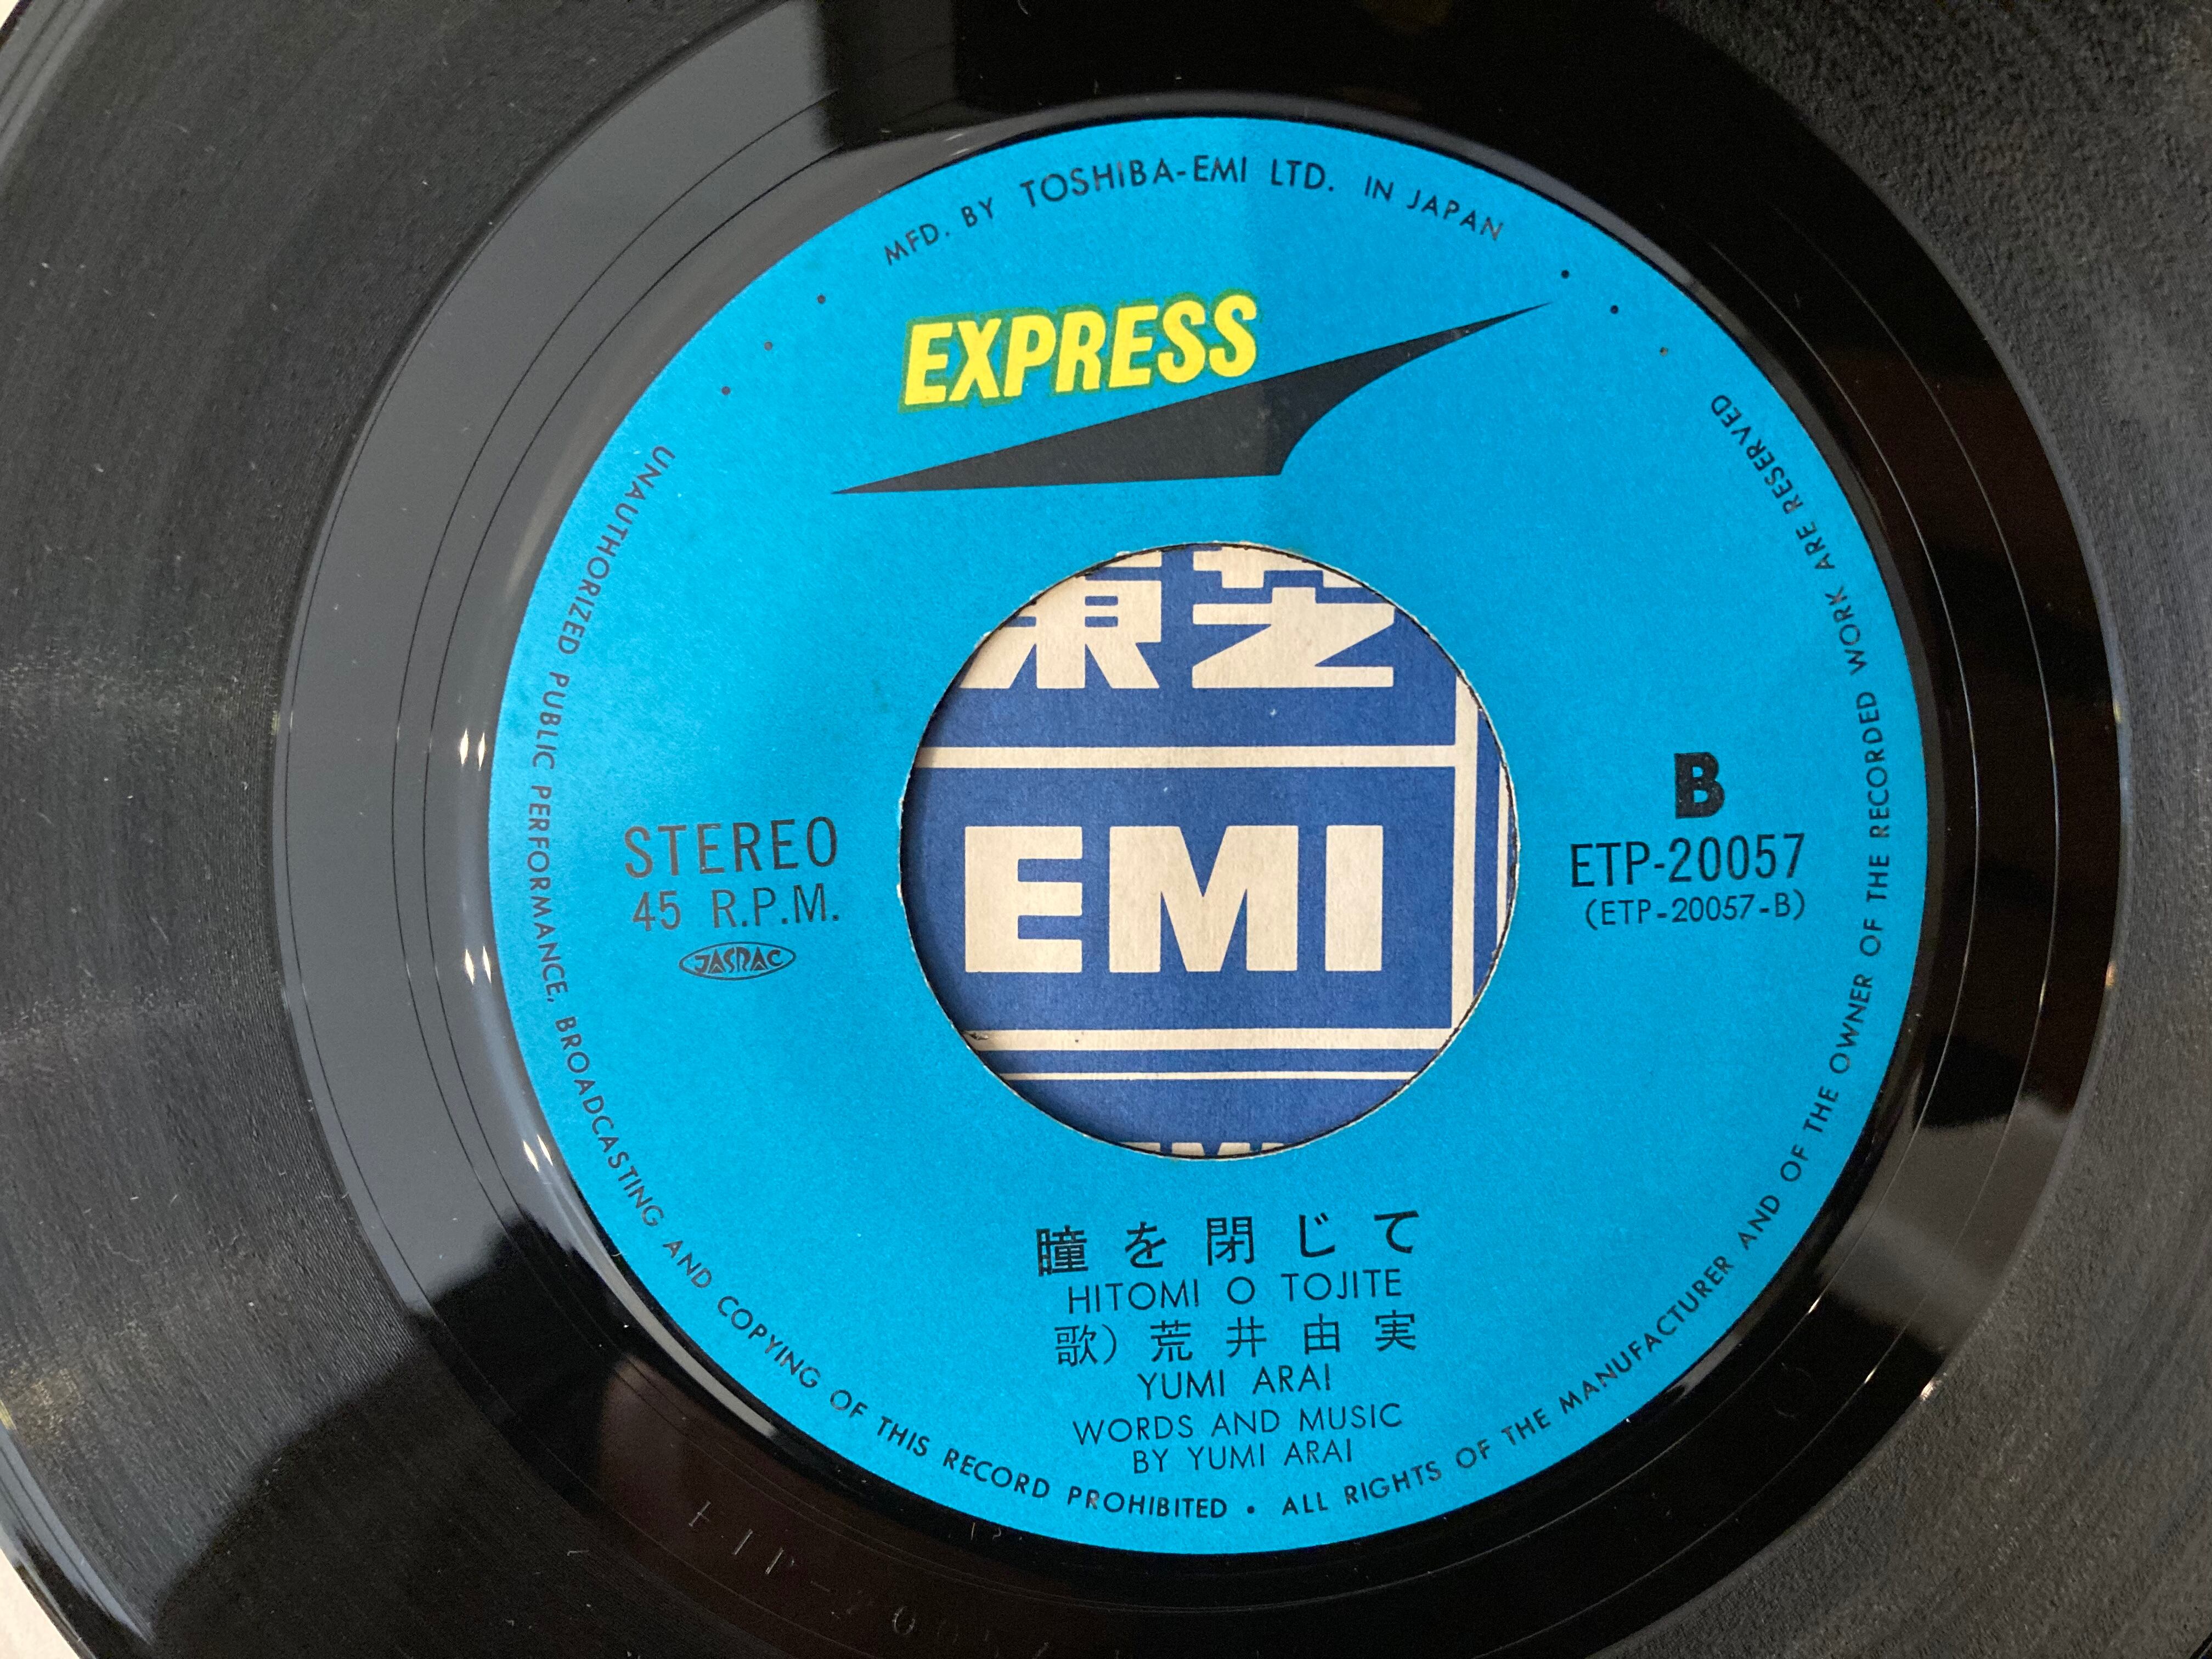 MFD. BY TOSHIBA-EMI LTD. IN JAPAN
EXPRESS
東芝
EMI
STEREO
45 R.P.M.
JASRAC
B
ETP-20057
(ETP-20057-B)
瞳を閉じて
HITOMI O TOJITE
歌) 荒井由実
YUMI ARAI
WORDS AND MUSIC
BY YUMI ARAI
UNAUTHORIZED PUBLIC PERFORMANCE, BROADCASTING AND COPYING OF THIS RECORD PROHIBITED • ALL RIGHTS OF THE MANUFACTURER AND OF THE OWNER OF THE RECORDED WORK ARE RESERVED